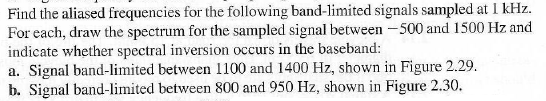 Find the aliased frequencies for the following band-limited signals sampled at 1 kHz.
For each, draw the spectrum for the sampled signal between −500 and 1500 Hz and
indicate whether spectral inversion occurs in the baseband:
a. Signal band-limited between 1100 and 1400 Hz, shown in Figure 2.29.
b. Signal band-limited between 800 and 950 Hz, shown in Figure 2.30.